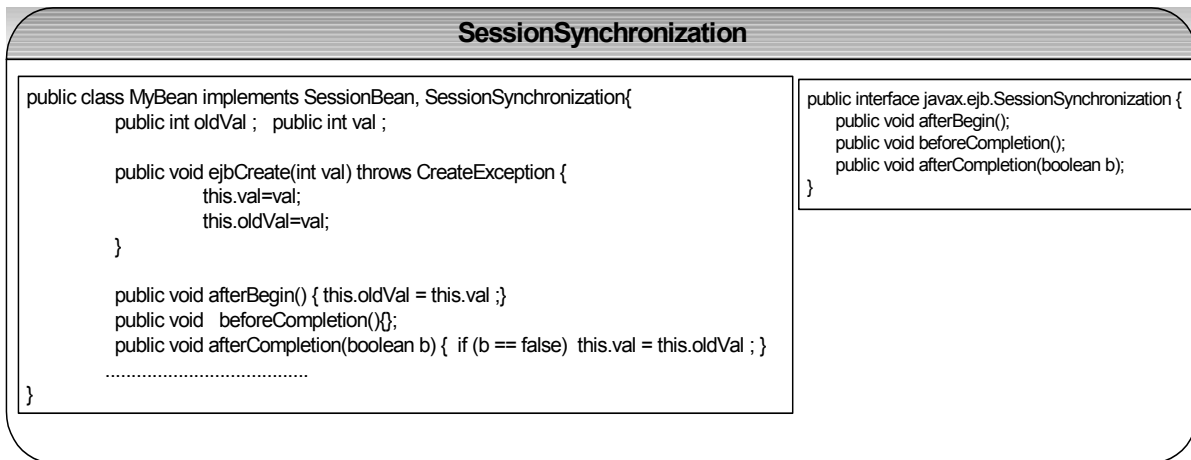 SessionSynchronization
public class MyBean implements SessionBean, SessionSynchronization{
public int oldVal ;   public int val ;
public void ejbCreate(int val) throws CreateException {
this.val=val;
this.oldVal=val;
}
public void afterBegin() { this.oldVal = this.val ;}
public void   beforeCompletion(){};
public void afterCompletion(boolean b) {  if (b == false)  this.val = this.oldVal ; }
.......................................
}
public interface javax.ejb.SessionSynchronization {
public void afterBegin();
public void beforeCompletion();
public void afterCompletion(boolean b);
}